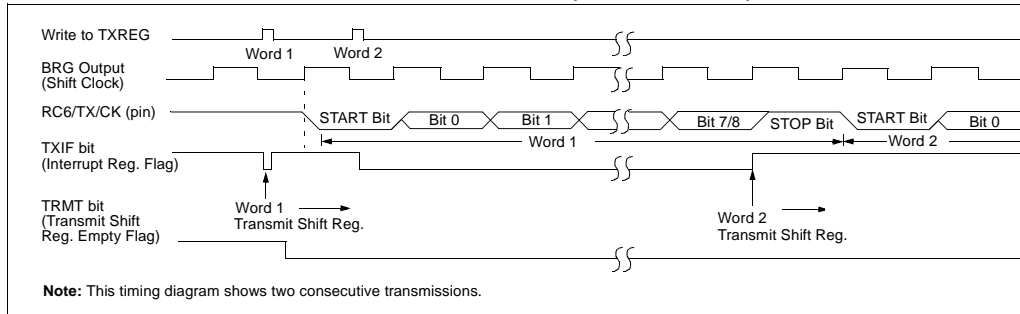 Write to TXREG
Word 1
Word 2
BRG Output
(Shift Clock)
RC6/TX/CK (pin)
START Bit
Bit 0
Bit 1
Bit 7/8
STOP Bit
START Bit
Bit 0
Word 1
Word 2
TXIF bit
(Interrupt Reg. Flag)
TRMT bit
(Transmit Shift
Reg. Empty Flag)
Word 1
Transmit Shift Reg.
Word 2
Transmit Shift Reg.
Note: This timing diagram shows two consecutive transmissions.